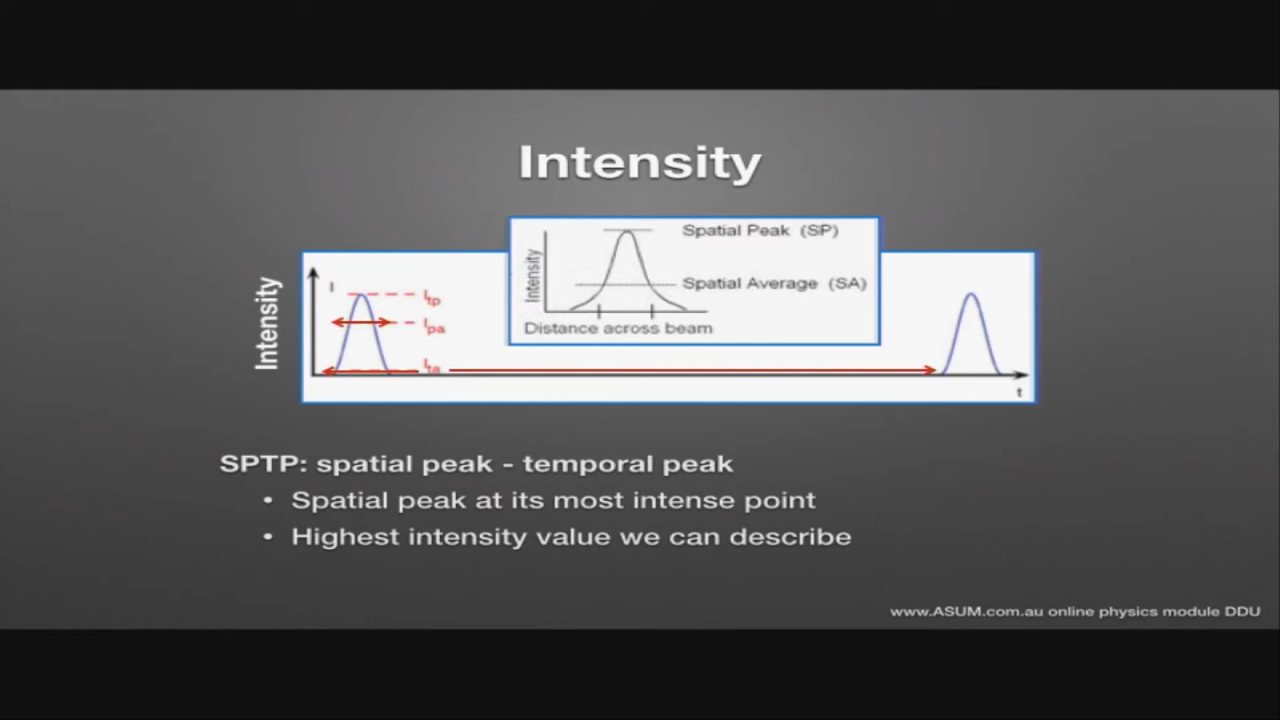 Intensity
Spatial Peak (SP)
Spatial Average (SA)
Intensity
Distance across beam
Intensity
I
Itp
Ipa
Ita
t
SPTP: spatial peak - temporal peak
• Spatial peak at its most intense point
• Highest intensity value we can describe
www.ASUM.com.au online physics module DDU